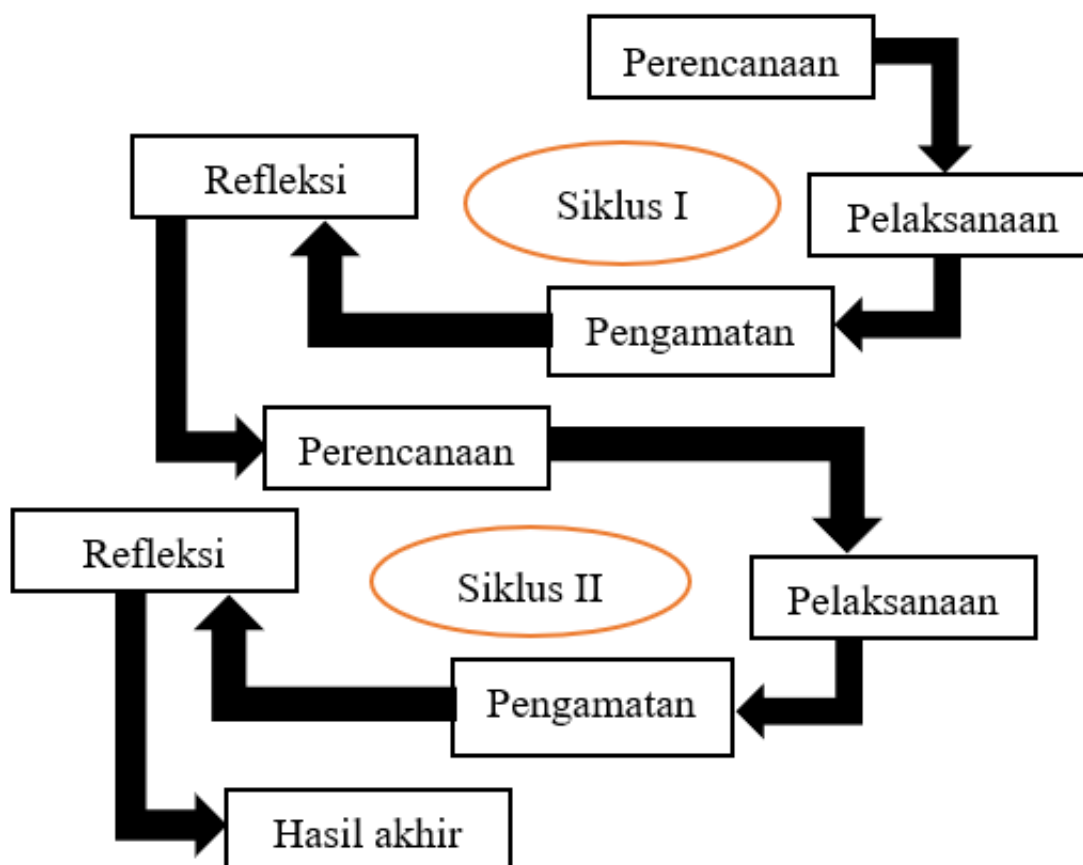 Perencanaan
Refleksi
Siklus I
Pelaksanaan
Pengamatan
Perencanaan
Refleksi
Siklus II
Pelaksanaan
Pengamatan
Hasil akhir